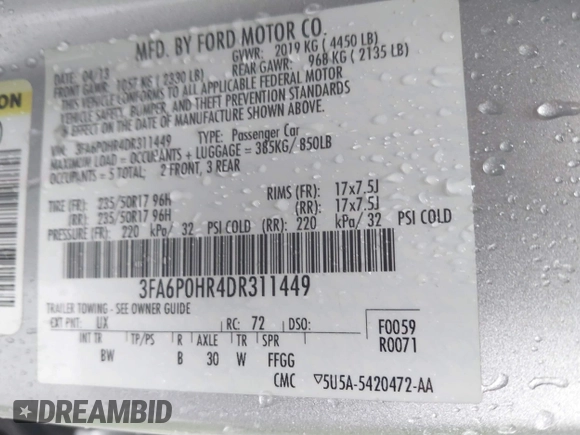 MFD. BY FORD MOTOR CO.
DATE: 04/13 GVWR: 2019 KG ( 4450 LB)
FRONT GAWR: 1057 KG ( 2330 LB) REAR GAWR: 968 KG ( 2135 LB)
THIS VEHICLE CONFORMS TO ALL APPLICABLE FEDERAL MOTOR
VEHICLE SAFETY, BUMPER, AND THEFT PREVENTION STANDARDS
IN EFFECT ON THE DATE OF MANUFACTURE SHOWN ABOVE.
VIN: 3FA6P0HR4DR311449 TYPE: Passenger Car
MAXIMUM LOAD = OCCUPANTS + LUGGAGE = 385KG/ 850LB
OCCUPANTS = 5 TOTAL: 2 FRONT, 3 REAR
TIRE (FR): 235/50R17 96H RIMS (FR): 17x7.5J
(RR): 235/50R17 96H (RR): 17x7.5J
PRESSURE (FR): 220 kPa/ 32 PSI COLD (RR): 220 kPa/ 32 PSI COLD
3FA6P0HR4DR311449
TRAILER TOWING - SEE OWNER GUIDE
EXT PNT: UX RC: 72 DSO: F0059
R0071
INT TR TP/PS R AXLE TR SPR
BW B 30 W FFGG
CMC ▽5U5A-5420472-AA
DREAMBID